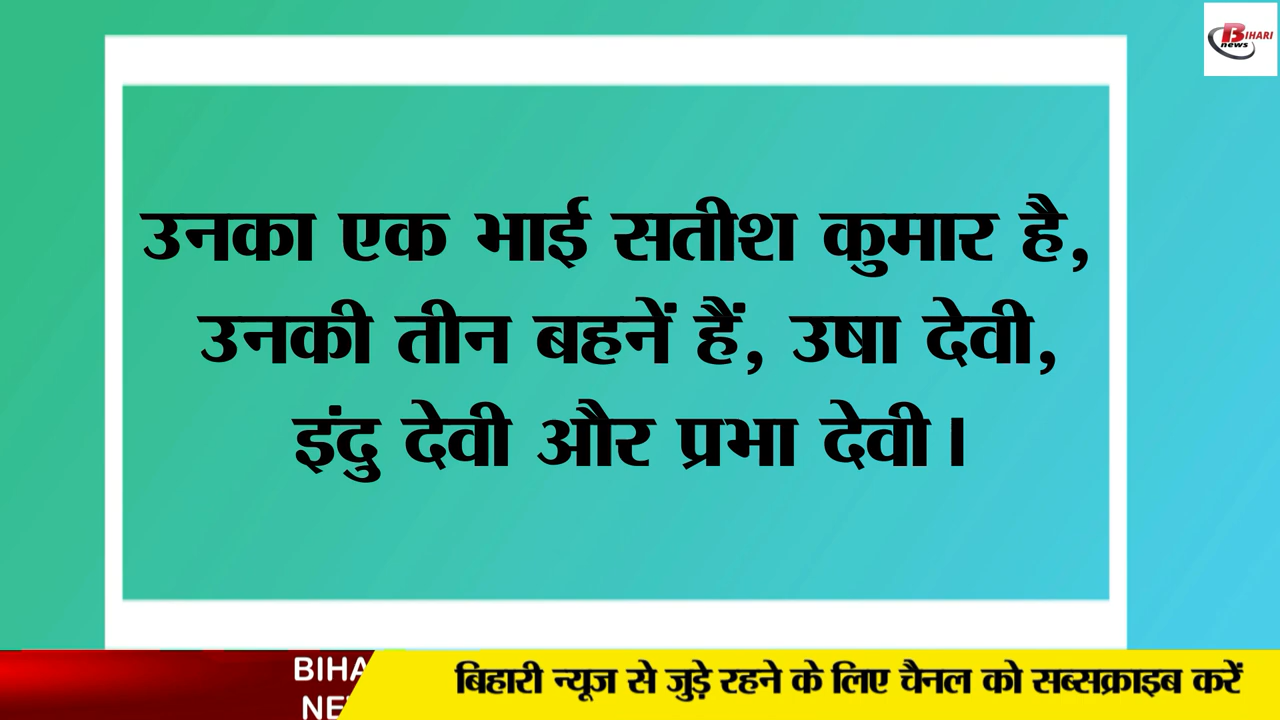 BIHARI
news
उनका एक भाई सतीश कुमार है,
उनकी तीन बहनें हैं, उषा देवी,
इंदु देवी और प्रभा देवी।
BIHA
NE
बिहारी न्यूज से जुड़े रहने के लिए चैनल को सब्सक्राइब करें